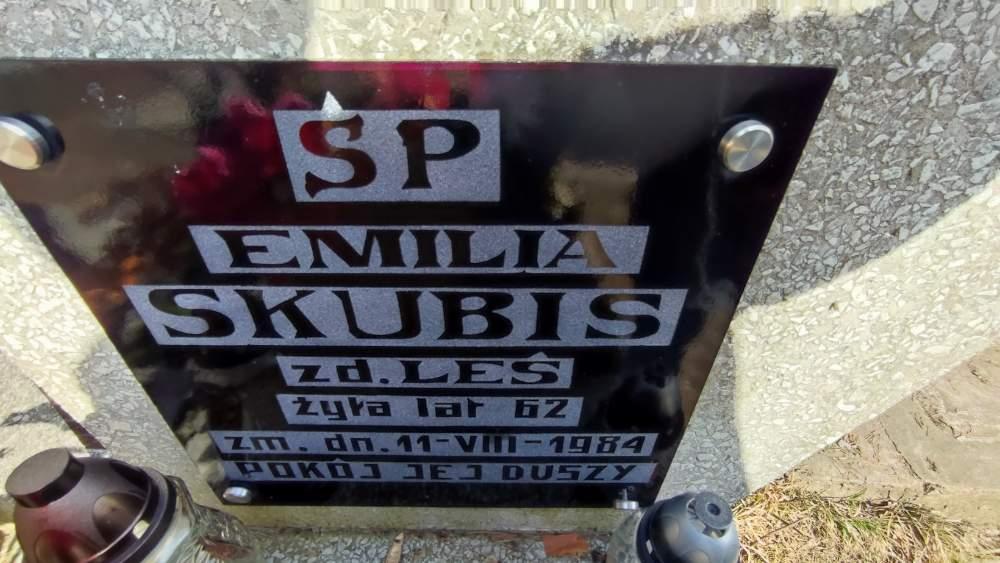 ŚP
EMILIA
SKUBIS
zd. LEŚ
żyła lat 62
zm. dn. 11-VIII-1984
POKÓJ JEJ DUSZY